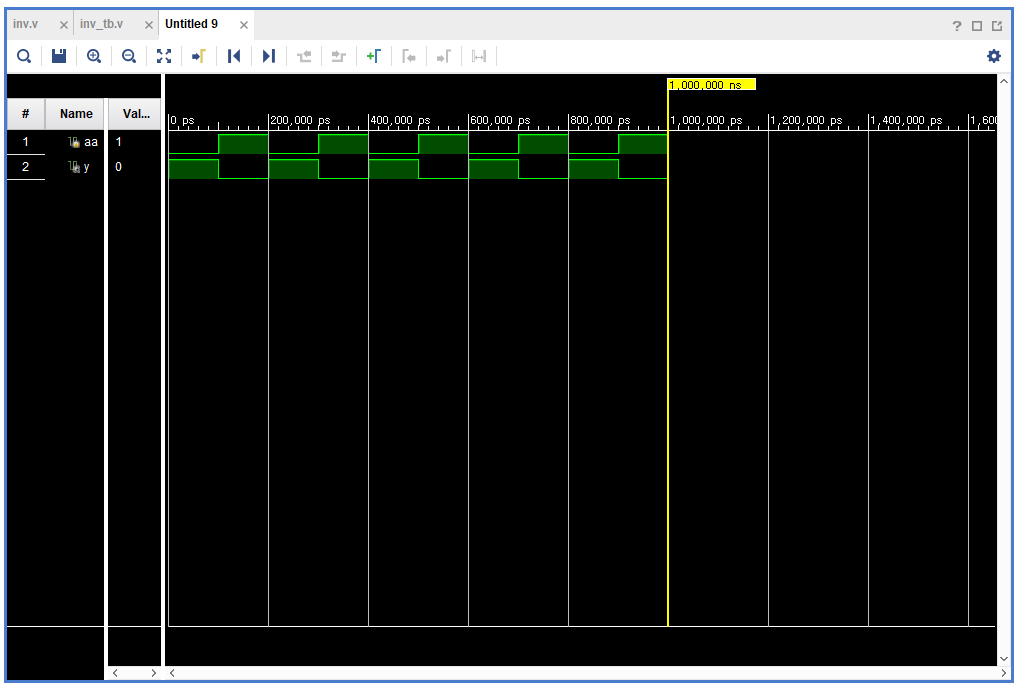 inv.v × inv_tb.v × Untitled 9 × ?
1,000,000 ns
# Name Val... 0 ps 200,000 ps 400,000 ps 600,000 ps 800,000 ps 1,000,000 ps 1,200,000 ps 1,400,000 ps 1,600
1 aa 1
2 y 0